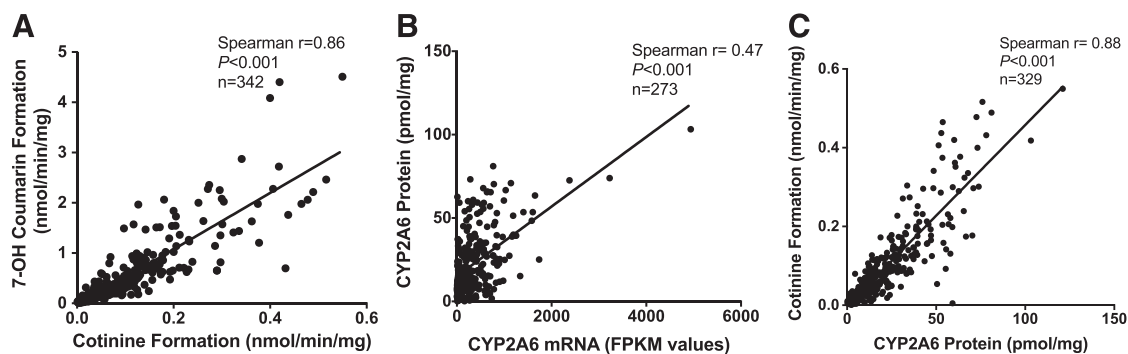 A
Spearman r=0.86
P<0.001
n=342
7-OH Coumarin Formation
(nmol/min/mg)
5
4
3
2
1
0
0.0 0.2 0.4 0.6
Cotinine Formation (nmol/min/mg)
B
Spearman r= 0.47
P<0.001
n=273
CYP2A6 Protein (pmol/mg)
150
100
50
0
0 2000 4000 6000
CYP2A6 mRNA (FPKM values)
C
Spearman r= 0.88
P<0.001
n=329
Cotinine Formation (nmol/min/mg)
0.6
0.4
0.2
0.0
0 50 100 150
CYP2A6 Protein (pmol/mg)